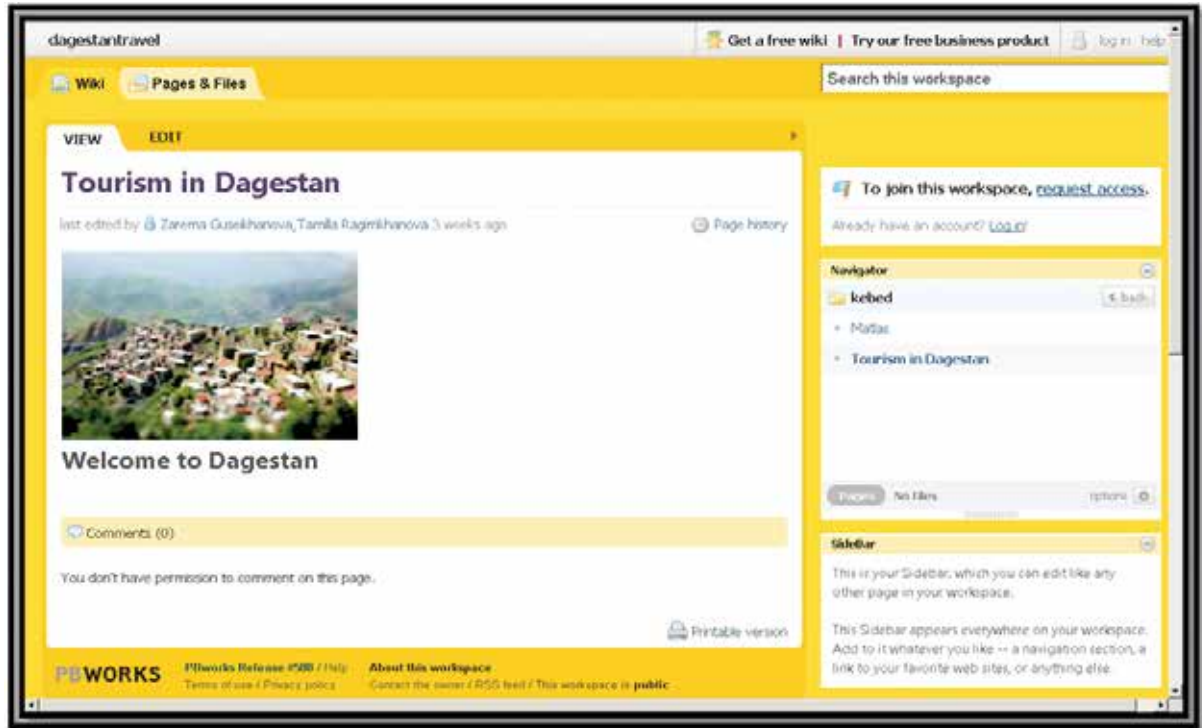 dagestantravel
Get a free wiki | Try our free business product
log in help
Wiki
Pages & Files
Search this workspace
VIEW
EDIT
Tourism in Dagestan
last edited by Zarema Guseikhanova, Tamila Ragimkhanova 3 weeks ago
Page history
Welcome to Dagestan
Comments (0)
You don't have permission to comment on this page.
Printable version
To join this workspace, request access.
Already have an account? Log in!
Navigator
kebed
back
Matlas
Tourism in Dagestan
Pages
No files
options
SideBar
This is your Sidebar, which you can edit like any
other page in your workspace.
This Sidebar appears everywhere on your workspace.
Add to it whatever you like -- a navigation section, a
link to your favorite web sites, or anything else.
PBWORKS
PBworks Release #588 / Help
Terms of use / Privacy policy
About this workspace
Contact the owner / RSS feed / This workspace is public